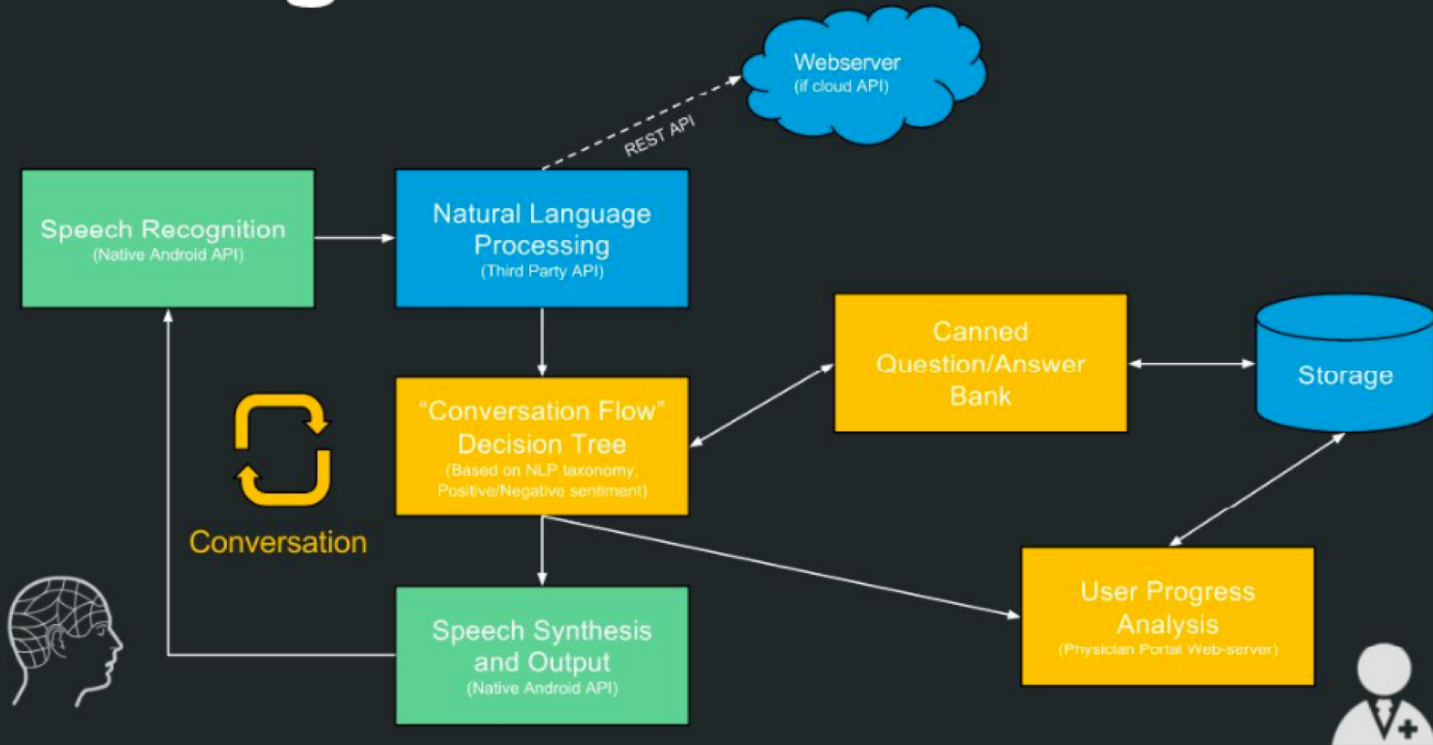 Webserver
(if cloud API)
REST API
Speech Recognition
(Native Android API)
Natural Language
Processing
(Third Party API)
Canned
Question/Answer
Bank
Storage
"Conversation Flow"
Decision Tree
(Based on NLP taxonomy,
Positive/Negative sentiment)
Conversation
User Progress
Analysis
(Physician Portal Web-server)
Speech Synthesis
and Output
(Native Android API)